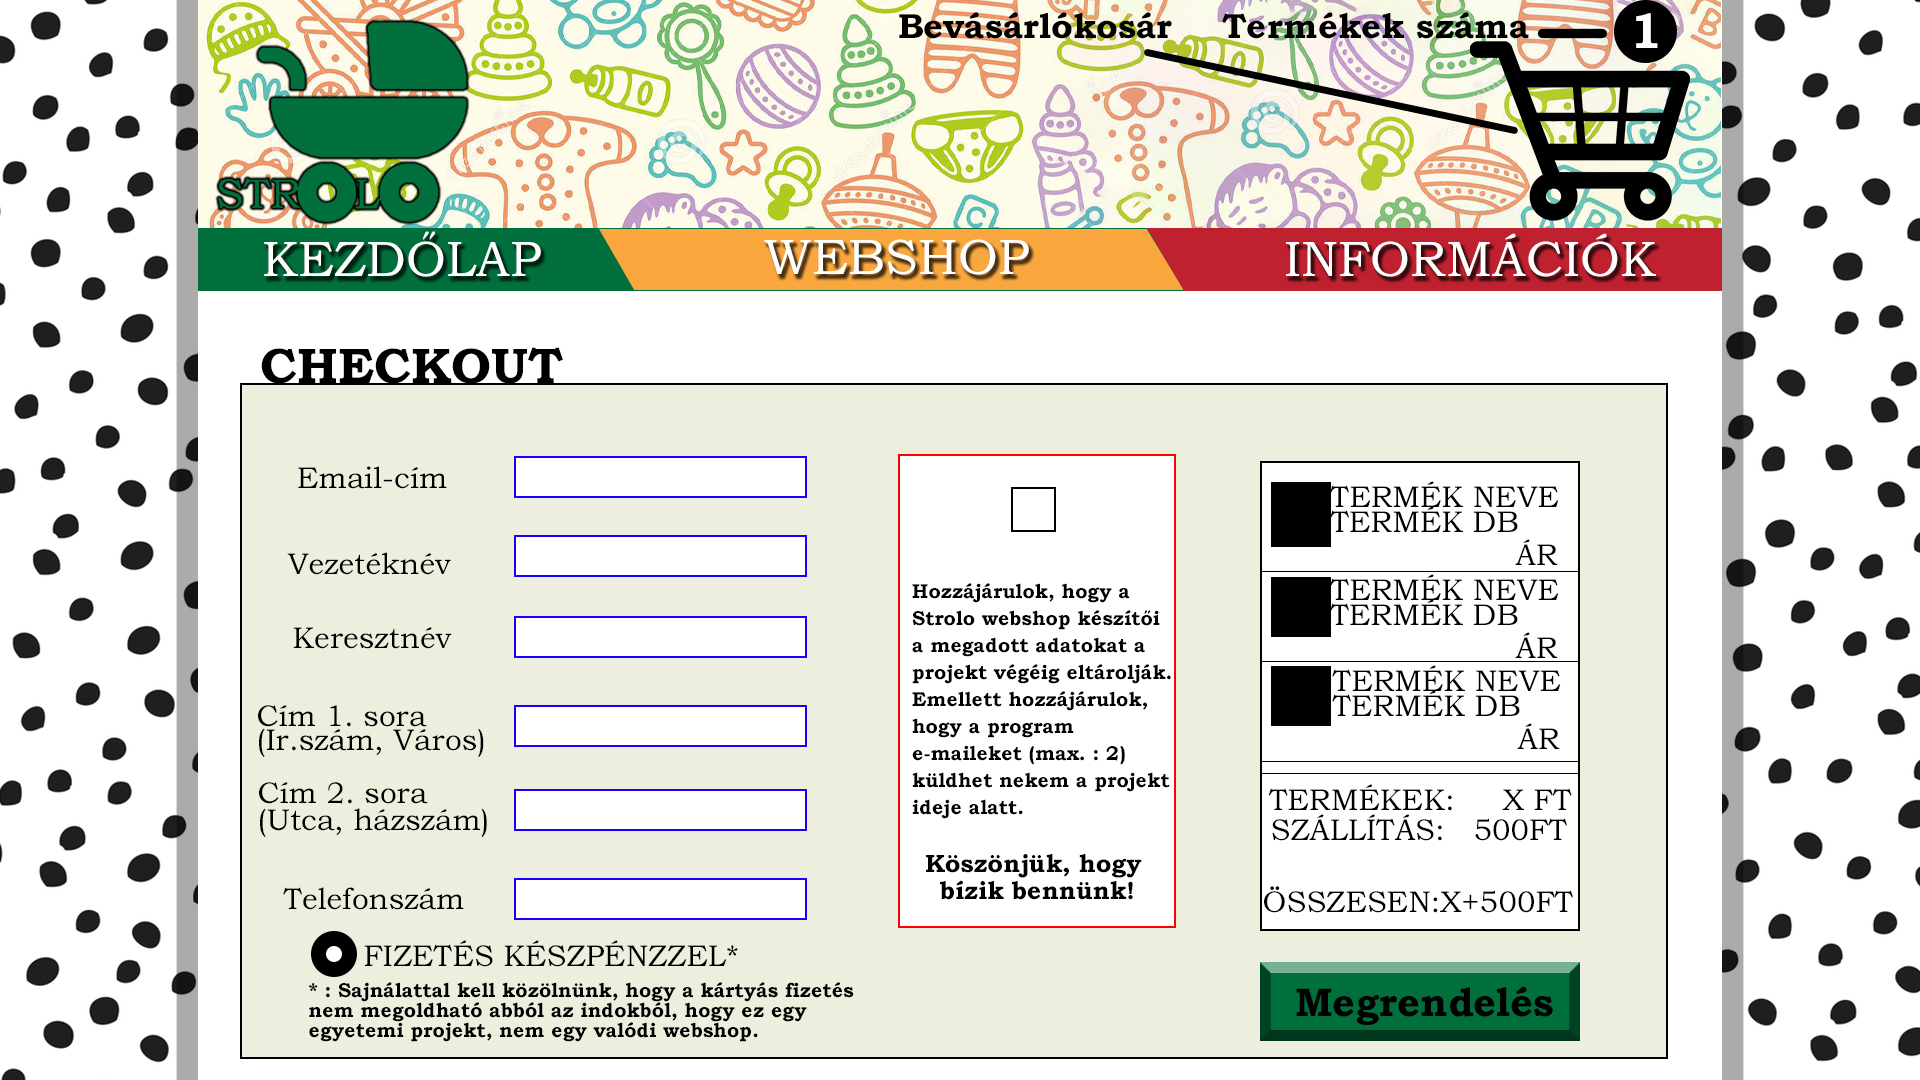 Bevásárlókosár
Termékek száma
1
STROLO
KEZDŐLAP
WEBSHOP
INFORMÁCIÓK
CHECKOUT
Email-cím
Vezetéknév
Keresztnév
Cím 1. sora
(Ir.szám, Város)
Cím 2. sora
(Utca, házszám)
Telefonszám
FIZETÉS KÉSZPÉNZZEL*
* : Sajnálattal kell közölnünk, hogy a kártyás fizetés
nem megoldható abból az indokból, hogy ez egy
egyetemi projekt, nem egy valódi webshop.
Hozzájárulok, hogy a
Strolo webshop készítői
a megadott adatokat a
projekt végéig eltárolják.
Emellett hozzájárulok,
hogy a program
e-maileket (max. : 2)
küldhet nekem a projekt
ideje alatt.
Köszönjük, hogy
bízik bennünk!
TERMÉK NEVE
TERMÉK DB
ÁR
TERMÉK NEVE
TERMÉK DB
ÁR
TERMÉK NEVE
TERMÉK DB
ÁR
TERMÉKEK: X FT
SZÁLLÍTÁS: 500FT
ÖSSZESEN:X+500FT
Megrendelés